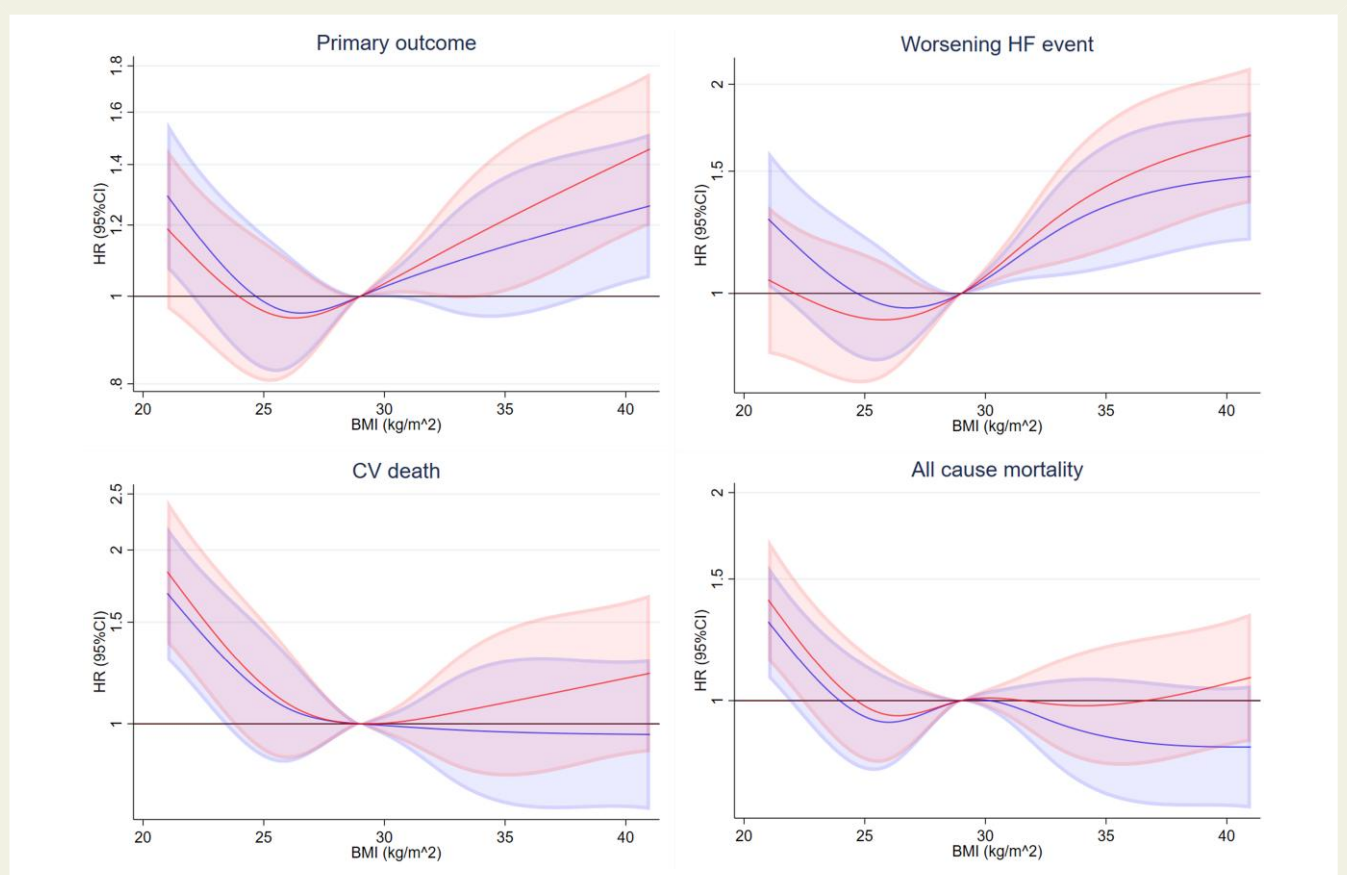 Primary outcome
HR (95%CI)
1.8
1.6
1.4
1.2
1
.8
20 25 30 35 40
BMI (kg/m^2)
Worsening HF event
HR (95%CI)
2
1.5
1
20 25 30 35 40
BMI (kg/m^2)
CV death
HR (95%CI)
2.5
2
1.5
1
20 25 30 35 40
BMI (kg/m^2)
All cause mortality
HR (95%CI)
2
1.5
1
20 25 30 35 40
BMI (kg/m^2)